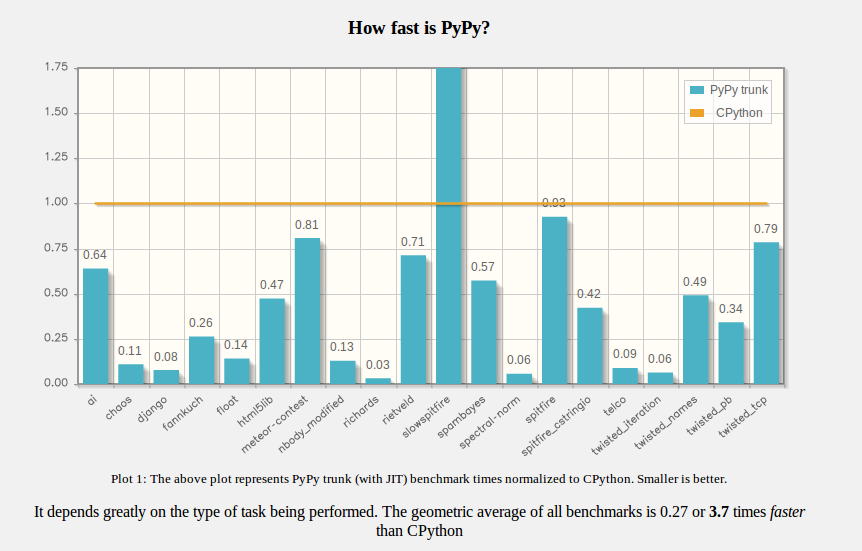 How fast is PyPy?
1.75
1.50
1.25
1.00
0.75
0.50
0.25
0.00
PyPy trunk
CPython
0.64
0.11
0.08
0.26
0.14
0.47
0.81
0.13
0.03
0.71
0.57
0.06
0.93
0.42
0.09
0.06
0.49
0.34
0.79
ai
chaos
django
fannkuch
float
html5lib
meteor-contest
nbody_modified
richards
rietveld
slowspitfire
spambayes
spectral-norm
spitfire
spitfire_cstringio
telco
twisted_iteration
twisted_names
twisted_pb
twisted_tcp
Plot 1: The above plot represents PyPy trunk (with JIT) benchmark times normalized to CPython. Smaller is better.
It depends greatly on the type of task being performed. The geometric average of all benchmarks is 0.27 or 3.7 times faster
than CPython